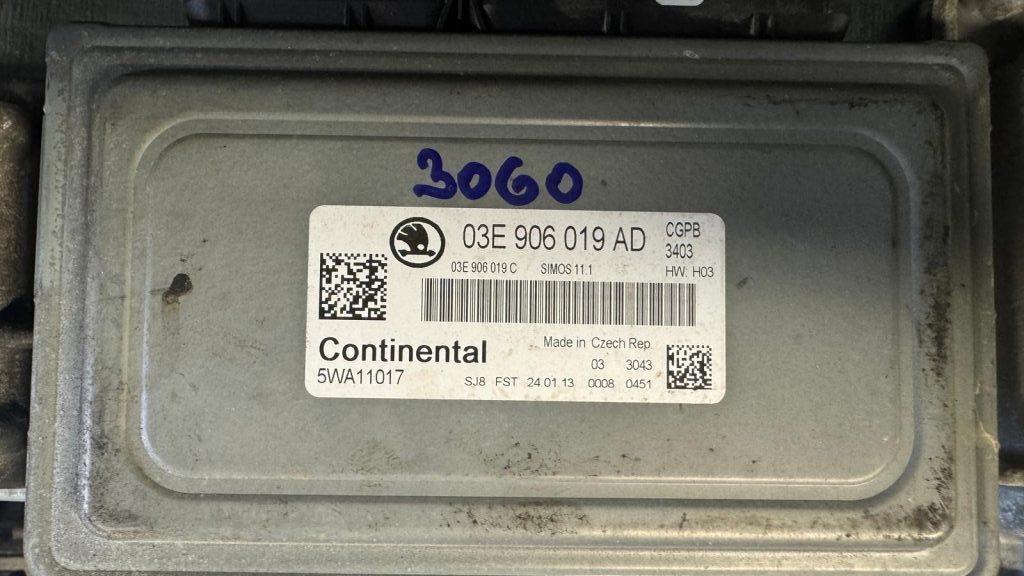 3060
03E 906 019 AD
CGPB
3403
03E 906 019 C SIMOS 11.1 HW: H03
Made in Czech Rep.
Continental
03 3043
5WA11017
SJ8 FST 24.01.13 0008 0451